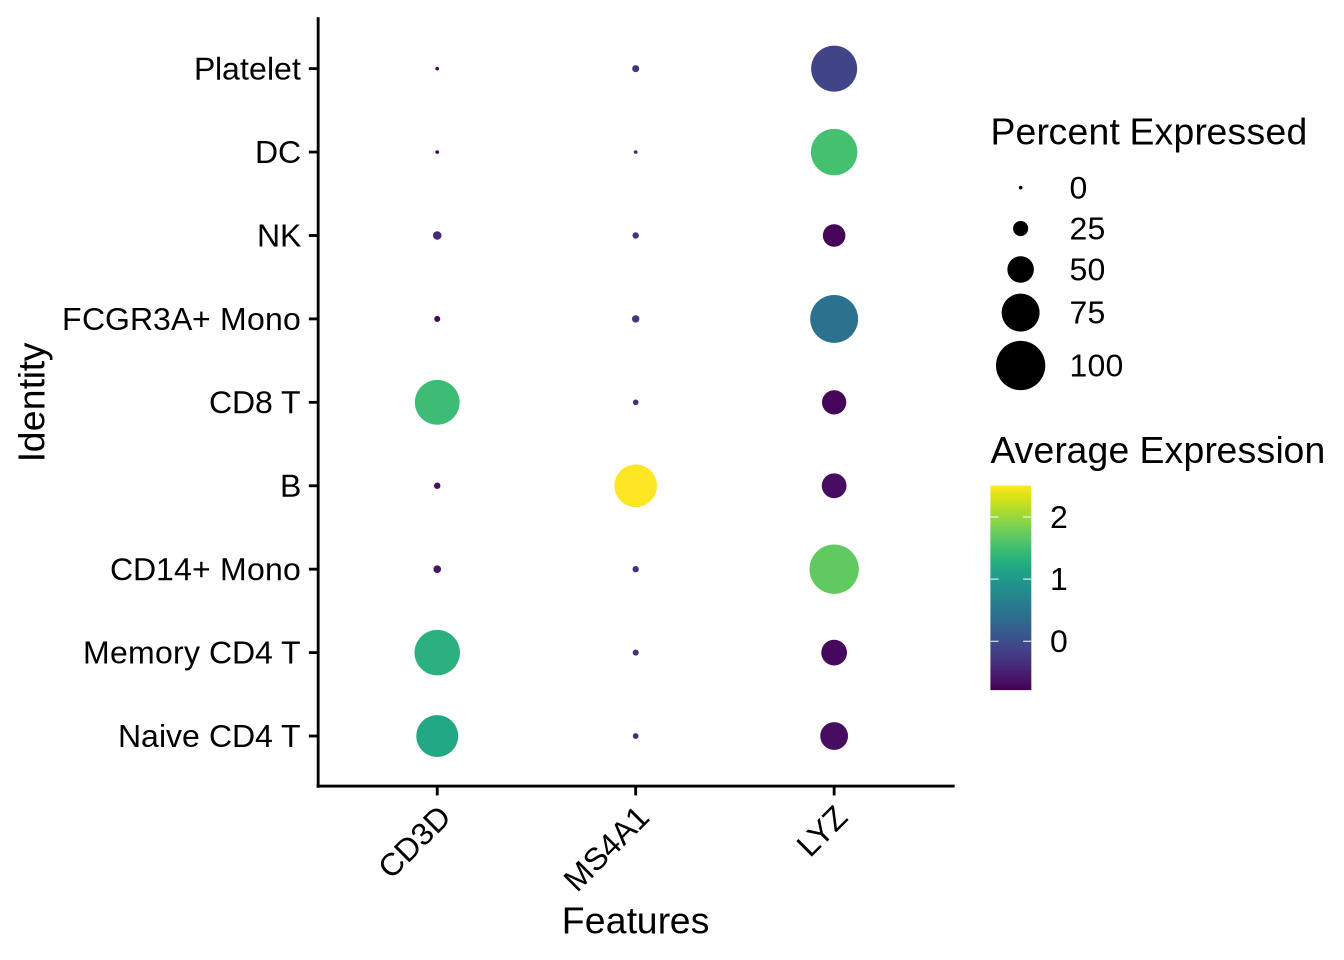 Platelet
DC
NK
FCGR3A+ Mono
CD8 T
B
CD14+ Mono
Memory CD4 T
Naive CD4 T
Identity
CD3D
MS4A1
LYZ
Features
Percent Expressed
0
25
50
75
100
Average Expression
2
1
0